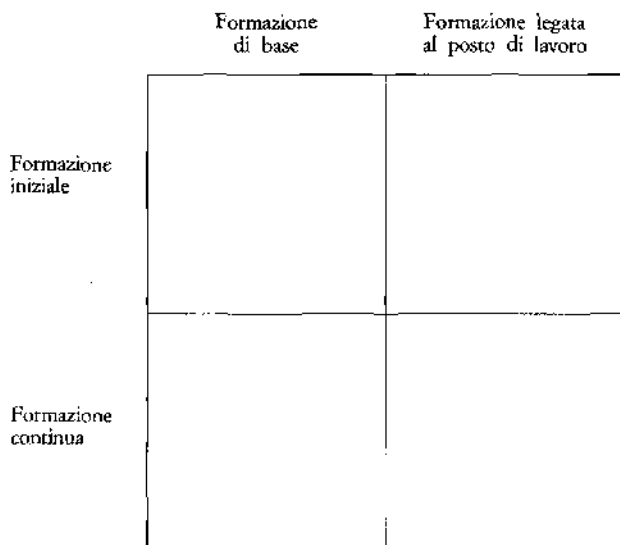 Formazione
di base
Formazione legata
al posto di lavoro
Formazione
iniziale
Formazione
continua